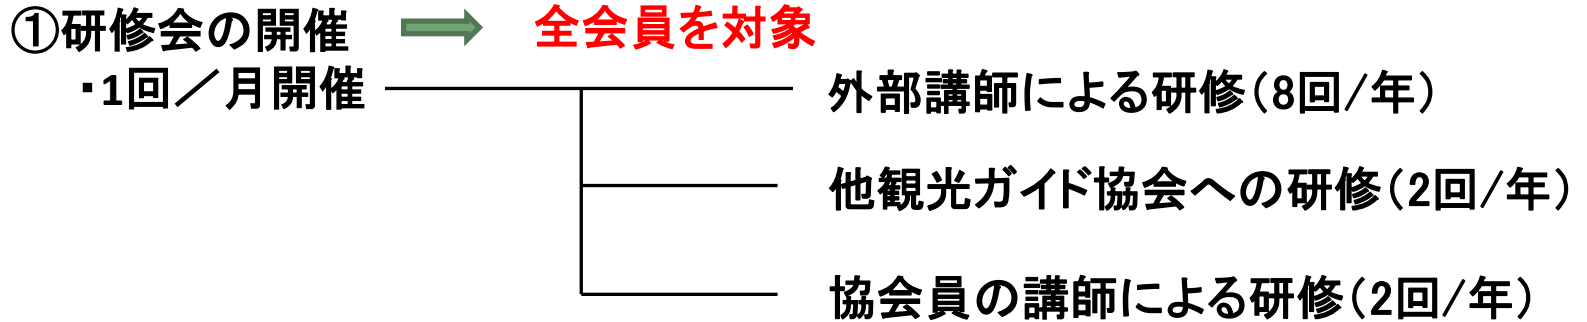 ①研修会の開催 全会員を対象
・1回／月開催
外部講師による研修（8回/年）
他観光ガイド協会への研修（2回/年）
協会員の講師による研修（2回/年）